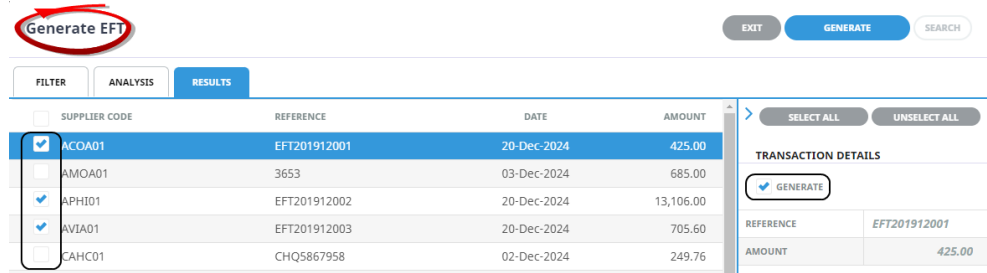 Generate EFT
EXIT GENERATE SEARCH
FILTER ANALYSIS RESULTS
SUPPLIER CODE REFERENCE DATE AMOUNT
ACOA01 EFT201912001 20-Dec-2024 425.00
AMOA01 3653 03-Dec-2024 685.00
APHI01 EFT201912002 20-Dec-2024 13,106.00
AVIA01 EFT201912003 20-Dec-2024 705.60
CAHC01 CHQ5867958 02-Dec-2024 249.76
SELECT ALL UNSELECT ALL
TRANSACTION DETAILS
GENERATE
REFERENCE EFT201912001
AMOUNT 425.00